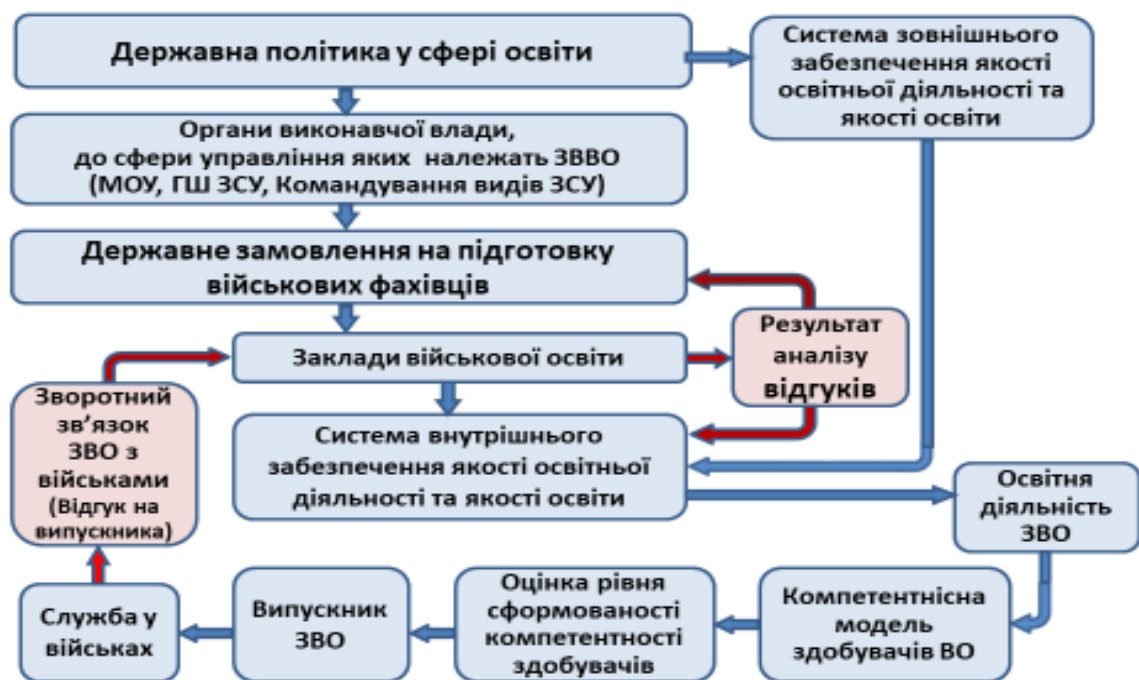 Державна політика у сфері освіти
Система зовнішнього
забезпечення якості
освітньої діяльності та
якості освіти
Органи виконавчої влади,
до сфери управління яких належать ЗВВО
(МОУ, ГШ ЗСУ, Командування видів ЗСУ)
Державне замовлення на підготовку
військових фахівців
Результат
аналізу
відгуків
Заклади військової освіти
Зворотний
зв’язок
ЗВО з
військами
(Відгук на
випускника)
Система внутрішнього
забезпечення якості освітньої
діяльності та якості освіти
Освітня
діяльність
ЗВО
Служба у
військах
Випускник
ЗВО
Оцінка рівня
сформованості
компетентності
здобувачів
Компетентнісна
модель
здобувачів ВО